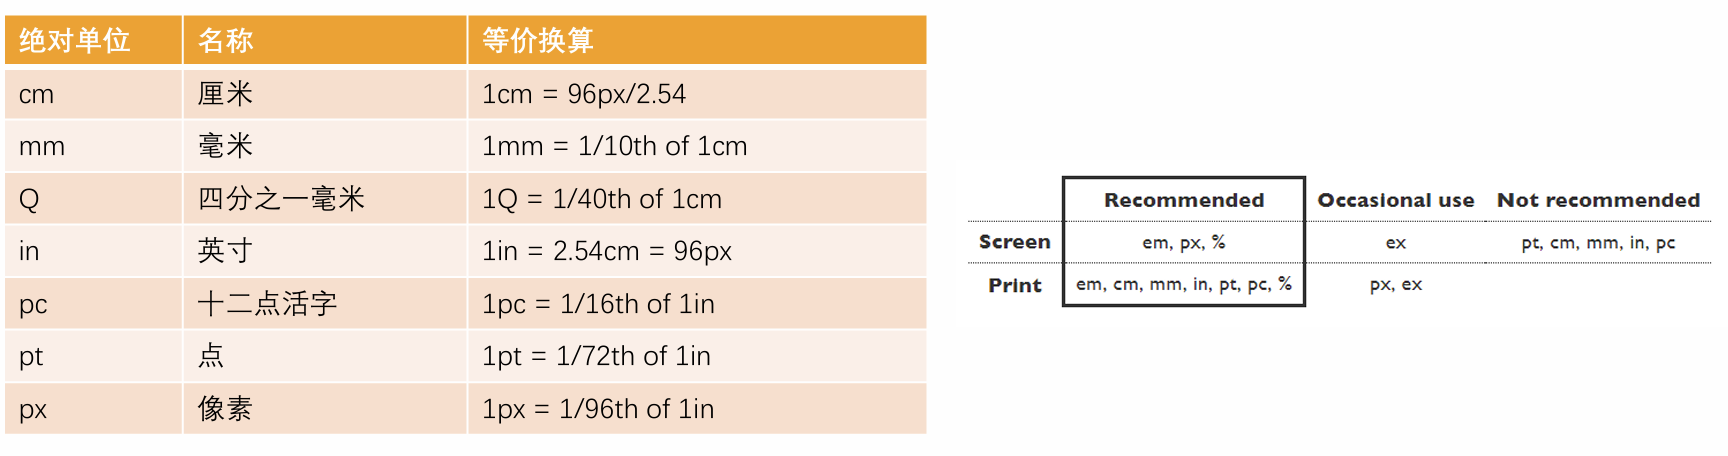 绝对单位 名称 等价换算
cm 厘米 1cm = 96px/2.54
mm 毫米 1mm = 1/10th of 1cm
Q 四分之一毫米 1Q = 1/40th of 1cm
in 英寸 1in = 2.54cm = 96px
pc 十二点活字 1pc = 1/16th of 1in
pt 点 1pt = 1/72th of 1in
px 像素 1px = 1/96th of 1in
Recommended Occasional use Not recommended
Screen em, px, % ex pt, cm, mm, in, pc
Print em, cm, mm, in, pt, pc, % px, ex